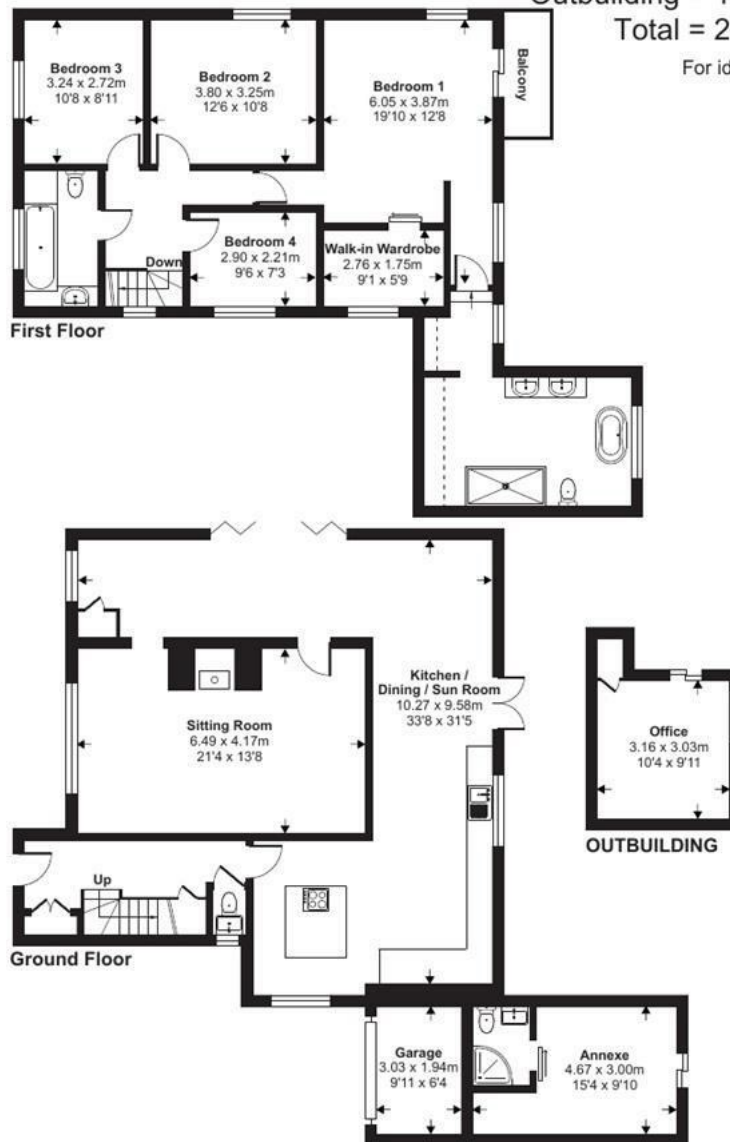 Outbuilding = 1
Total = 2
For id
Balcony
Bedroom 3
3.24 x 2.72m
10'8 x 8'11
Bedroom 2
3.80 x 3.25m
12'6 x 10'8
Bedroom 1
6.05 x 3.87m
19'10 x 12'8
Down
Bedroom 4
2.90 x 2.21m
9'6 x 7'3
Walk-in Wardrobe
2.76 x 1.75m
9'1 x 5'9
First Floor
Kitchen /
Dining / Sun Room
10.27 x 9.58m
33'8 x 31'5
Sitting Room
6.49 x 4.17m
21'4 x 13'8
Office
3.16 x 3.03m
10'4 x 9'11
OUTBUILDING
Up
Ground Floor
Garage
3.03 x 1.94m
9'11 x 6'4
Annexe
4.67 x 3.00m
15'4 x 9'10